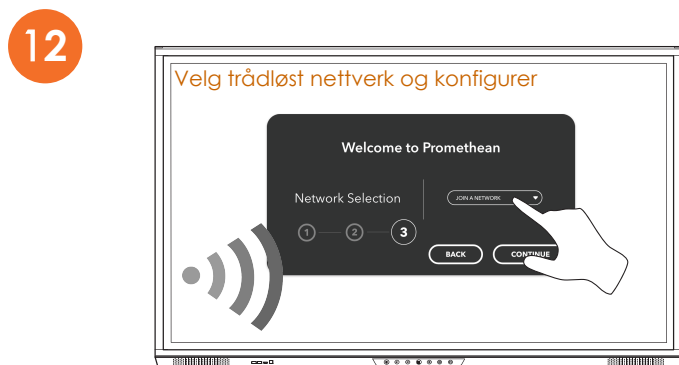 12
Velg trådløst nettverk og konfigurer
Welcome to Promethean
Network Selection
JOIN A NETWORK
1 2 3
BACK CONTINUE